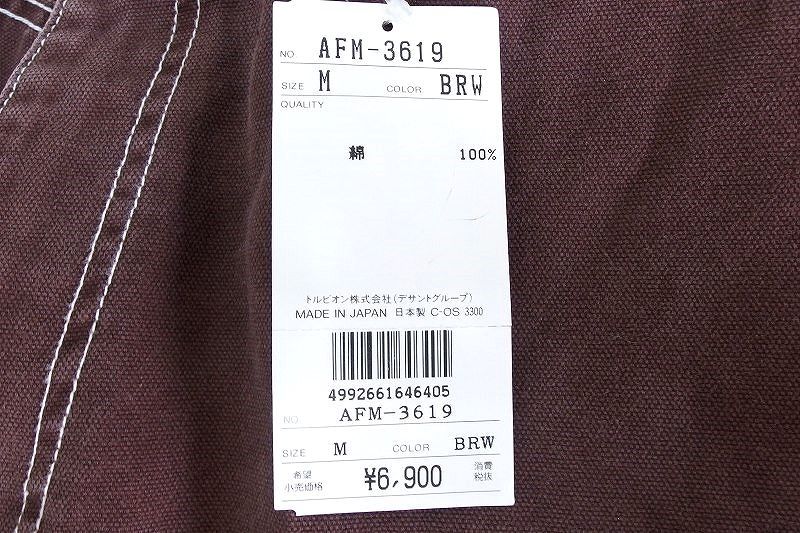 NO. AFM-3619
SIZE M COLOR BRW
QUALITY
綿 100%
トルビオン株式会社(デサントグループ)
MADE IN JAPAN 日本製 C-OS 3300
4992661646405
NO. AFM-3619
SIZE M COLOR BRW
希望
小売価格
¥6,900
消費
税抜